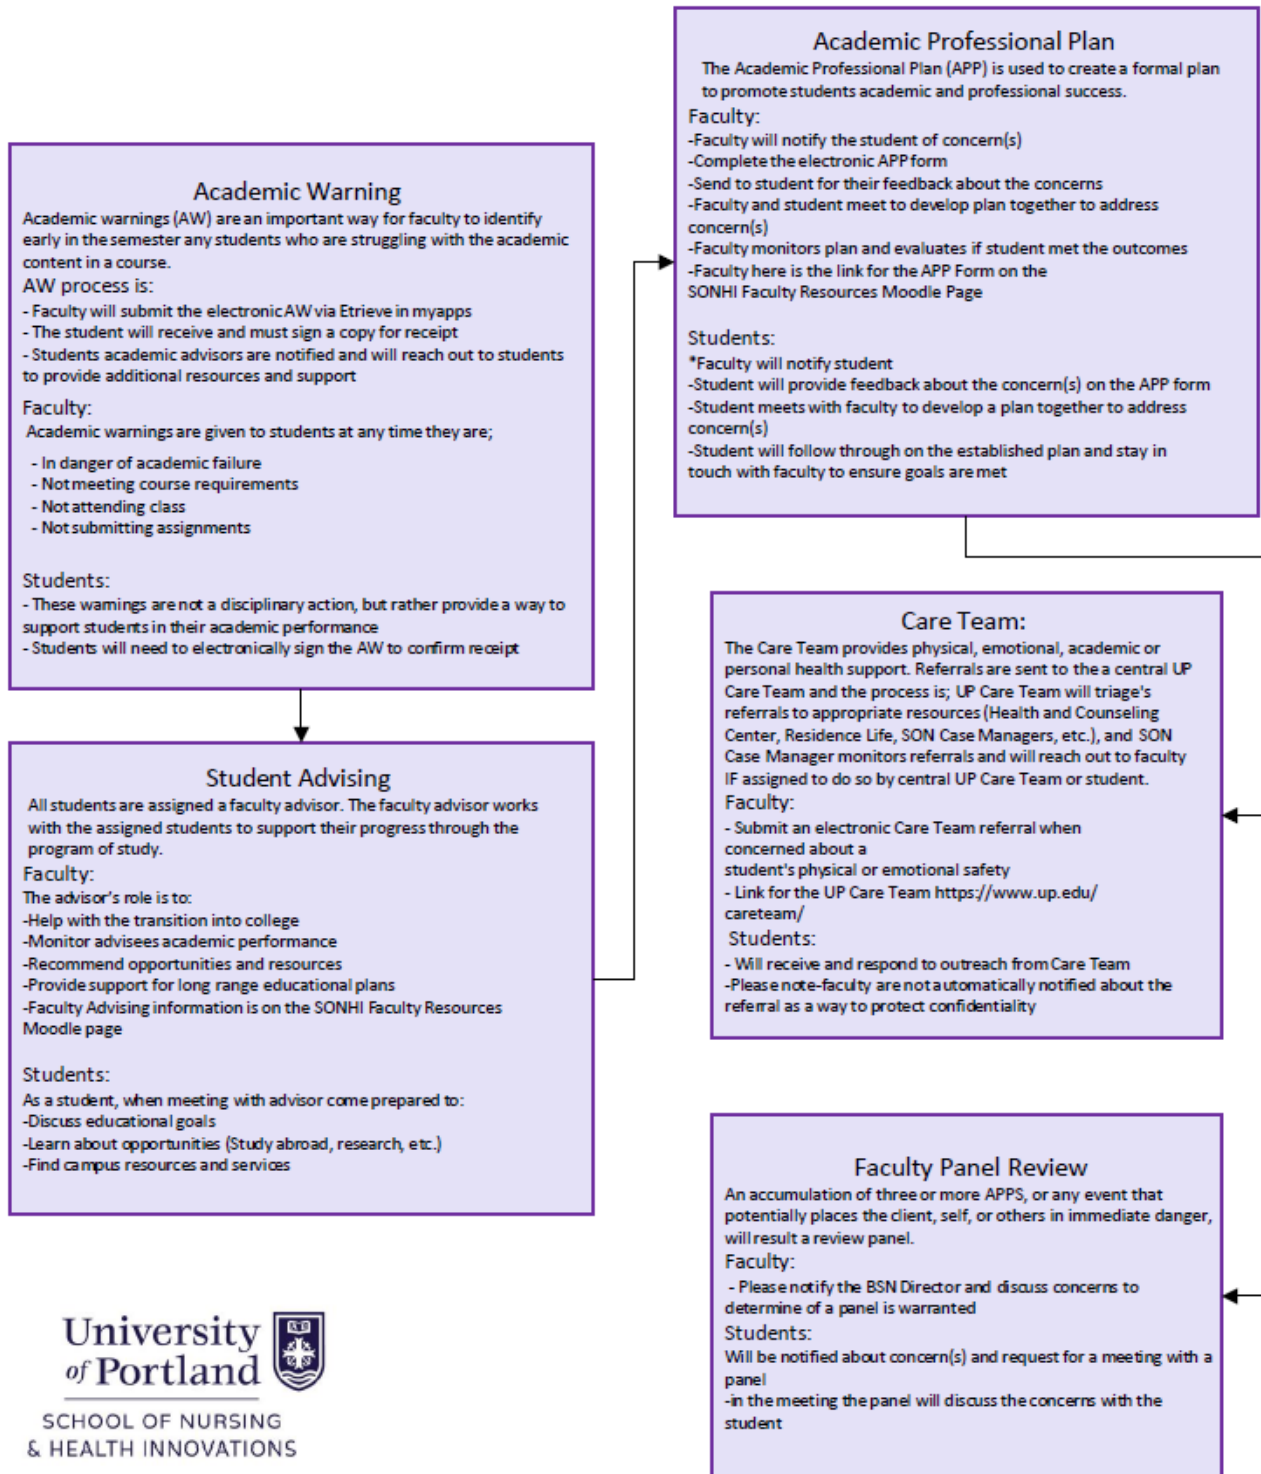 Academic Warning
Academic warnings (AW) are an important way for faculty to identify
early in the semester any students who are struggling with the academic
content in a course.
AW process is:
- Faculty will submit the electronic AW via Etrieve in myapps
- The student will receive and must sign a copy for receipt
- Students academic advisors are notified and will reach out to students
to provide additional resources and support
Faculty:
Academic warnings are given to students at any time they are;
- In danger of academic failure
- Not meeting course requirements
- Not attending class
- Not submitting assignments
Students:
- These warnings are not a disciplinary action, but rather provide a way to
support students in their academic performance
- Students will need to electronically sign the AW to confirm receipt
Student Advising
All students are assigned a faculty advisor. The faculty advisor works
with the assigned students to support their progress through the
program of study.
Faculty:
The advisor's role is to:
-Help with the transition into college
-Monitor advisees academic performance
-Recommend opportunities and resources
-Provide support for long range educational plans
-Faculty Advising information is on the SONHI Faculty Resources
Moodle page
Students:
As a student, when meeting with advisor come prepared to:
-Discuss educational goals
-Learn about opportunities (Study abroad, research, etc.)
-Find campus resources and services
Academic Professional Plan
The Academic Professional Plan (APP) is used to create a formal plan
to promote students academic and professional success.
Faculty:
-Faculty will notify the student of concern(s)
-Complete the electronic APP form
-Send to student for their feedback about the concerns
-Faculty and student meet to develop plan together to address
concern(s)
-Faculty monitors plan and evaluates if student met the outcomes
-Faculty here is the link for the APP Form on the
SONHI Faculty Resources Moodle Page
Students:
*Faculty will notify student
-Student will provide feedback about the concern(s) on the APP form
-Student meets with faculty to develop a plan together to address
concern(s)
-Student will follow through on the established plan and stay in
touch with faculty to ensure goals are met
Care Team:
The Care Team provides physical, emotional, academic or
personal health support. Referrals are sent to the a central UP
Care Team and the process is; UP Care Team will triage's
referrals to appropriate resources (Health and Counseling
Center, Residence Life, SON Case Managers, etc.), and SON
Case Manager monitors referrals and will reach out to faculty
IF assigned to do so by central UP Care Team or student.
Faculty:
- Submit an electronic Care Team referral when
concerned about a
student's physical or emotional safety
- Link for the UP Care Team https://www.up.edu/
careteam/
Students:
- Will receive and respond to outreach from Care Team
-Please note-faculty are not automatically notified about the
referral as a way to protect confidentiality
Faculty Panel Review
An accumulation of three or more APPS, or any event that
potentially places the client, self, or others in immediate danger,
will result a review panel.
Faculty:
- Please notify the BSN Director and discuss concerns to
determine of a panel is warranted
Students:
Will be notified about concern(s) and request for a meeting with a
panel
-in the meeting the panel will discuss the concerns with the
student
University
of Portland
SCHOOL OF NURSING
& HEALTH INNOVATIONS